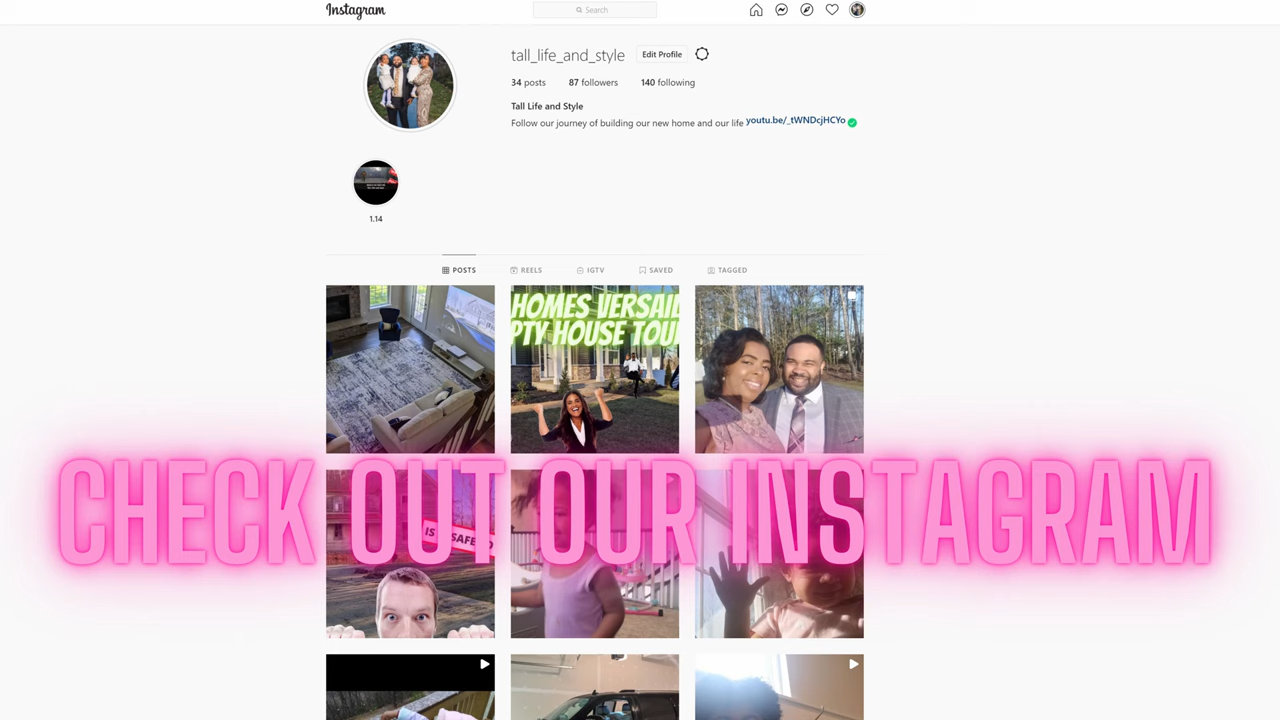 Instagram
Search
tall_life_and_style Edit Profile
34 posts 87 followers 140 following
Tall Life and Style
Follow our journey of building our new home and our life youtu.be/_tWNDcjHCYo
1.14
POSTS REELS IGTV SAVED TAGGED
HOMES VERSAIL
PTY HOUSE TOU
CHECK OUT OUR INSTAGRAM
IS SAFE